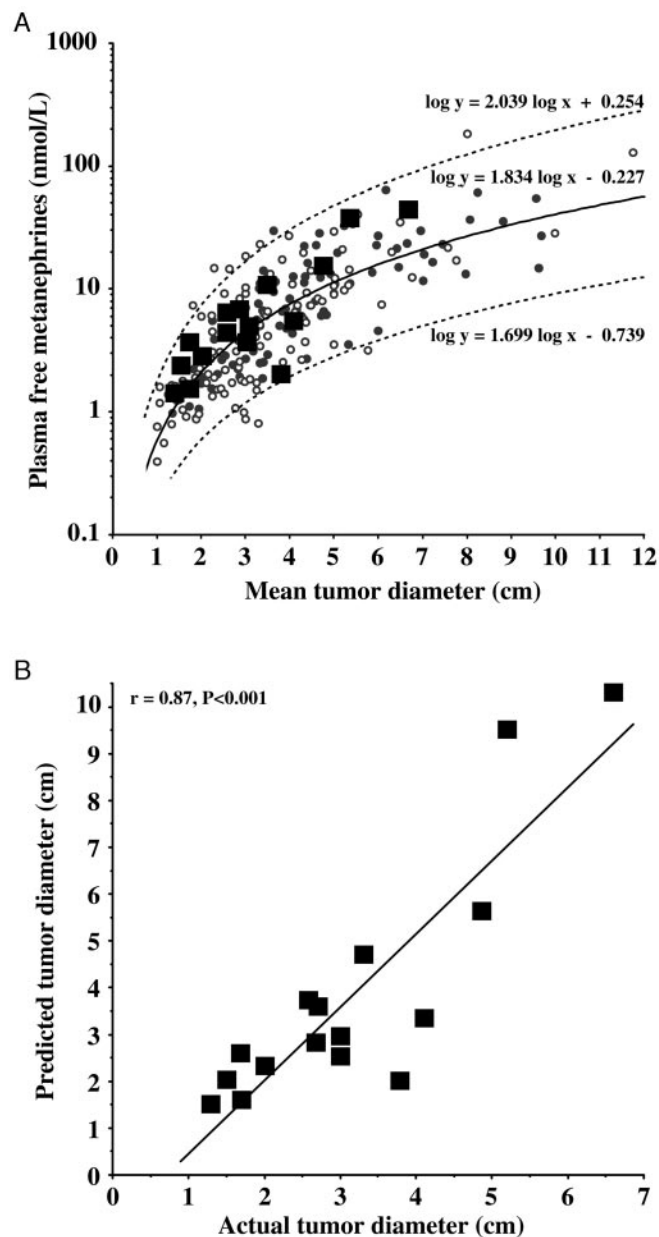 A
1000
100
10
1
0.1
Plasma free metanephrines (nmol/L)
log y = 2.039 log x + 0.254
log y = 1.834 log x - 0.227
log y = 1.699 log x - 0.739
0 1 2 3 4 5 6 7 8 9 10 11 12
Mean tumor diameter (cm)
B
r = 0.87, P<0.001
10
9
8
7
6
5
4
3
2
1
0
Predicted tumor diameter (cm)
0 1 2 3 4 5 6 7
Actual tumor diameter (cm)